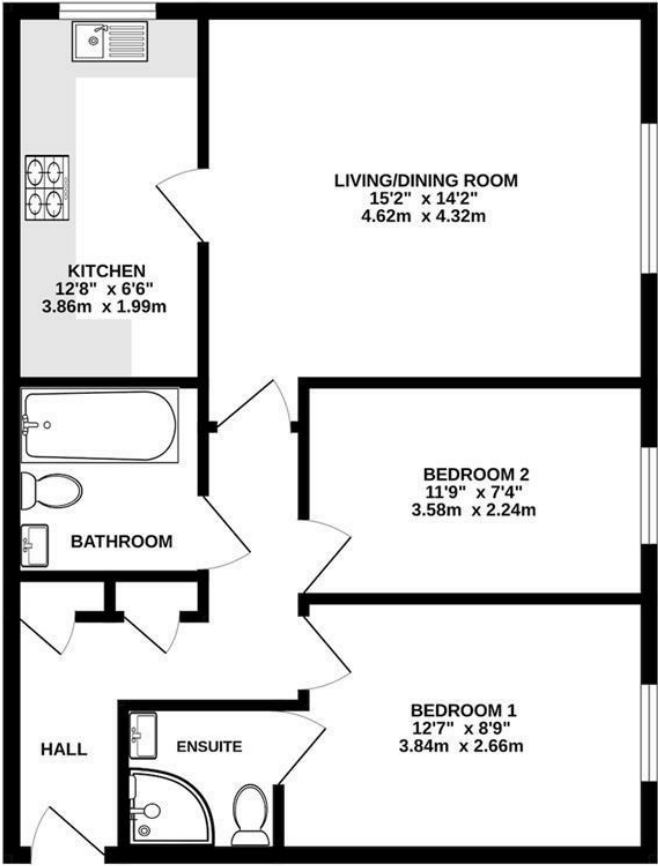 LIVING/DINING ROOM
15'2" x 14'2"
4.62m x 4.32m
KITCHEN
12'8" x 6'6"
3.86m x 1.99m
BEDROOM 2
11'9" x 7'4"
3.58m x 2.24m
BATHROOM
BEDROOM 1
12'7" x 8'9"
3.84m x 2.66m
ENSUITE
HALL